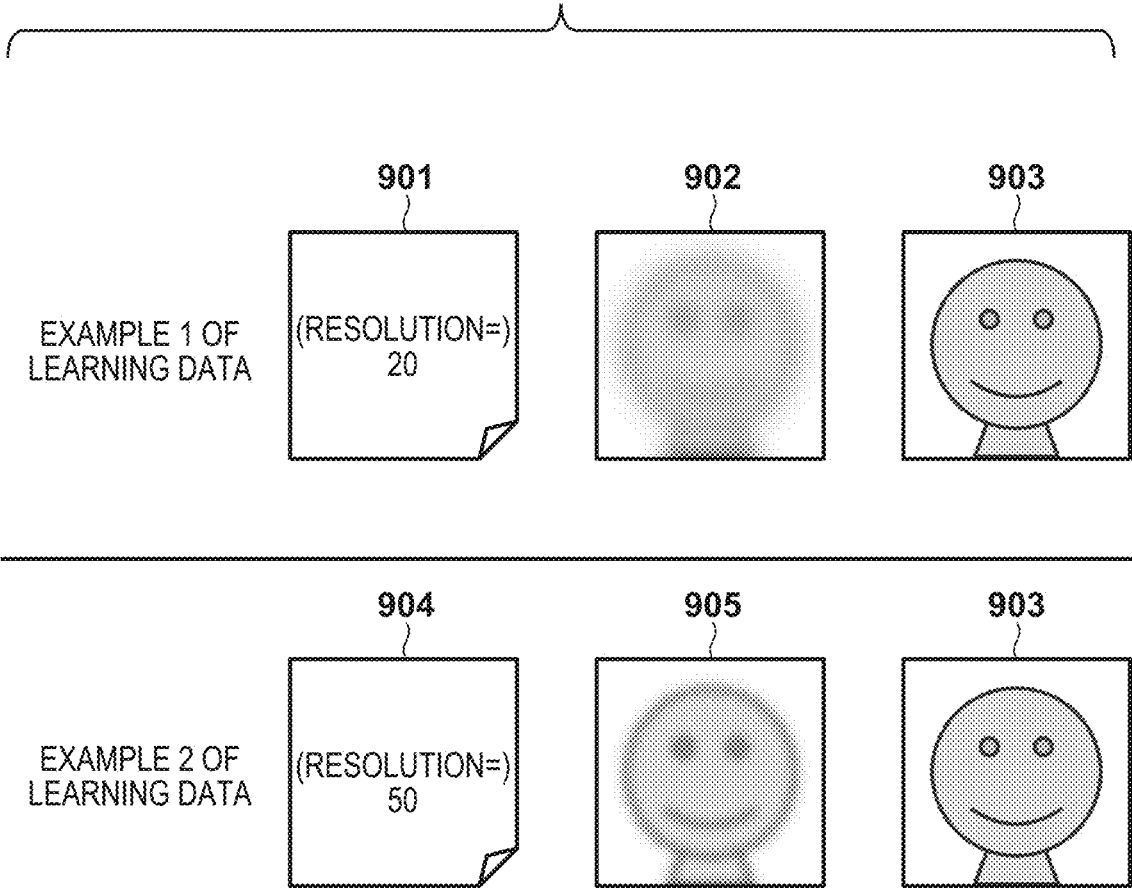 901
902
903
EXAMPLE 1 OF
LEARNING DATA
(RESOLUTION=)
20
904
905
903
EXAMPLE 2 OF
LEARNING DATA
(RESOLUTION=)
50